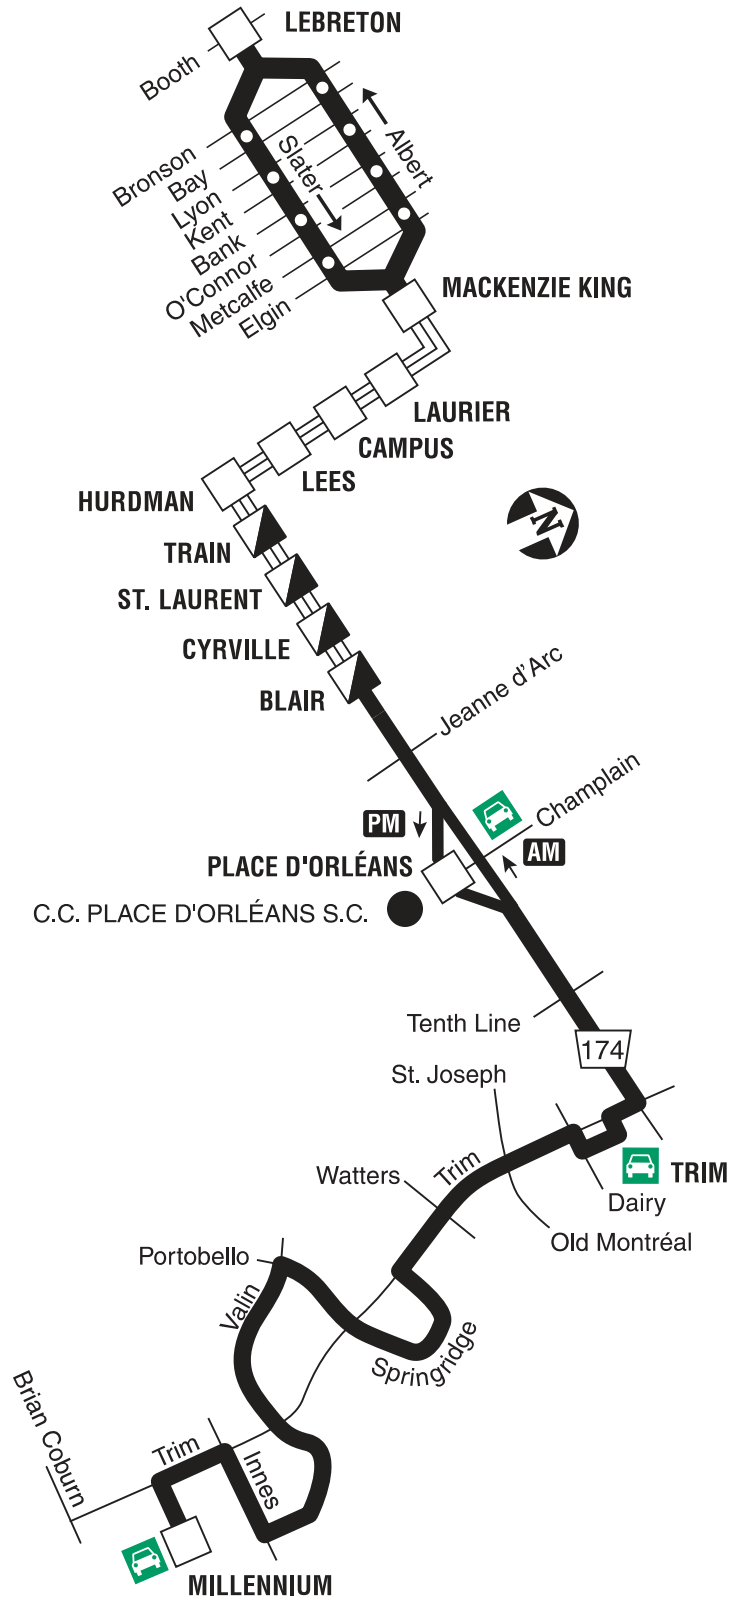 LEBRETON
Booth
Bronson
Bay
Lyon
Kent
Bank
O'Connor
Metcalfe
Elgin
Slater
Albert
MACKENZIE KING
LAURIER
CAMPUS
LEES
HURDMAN
N
TRAIN
ST. LAURENT
CYRVILLE
BLAIR
Jeanne d'Arc
Champlain
PM
AM
PLACE D'ORLÉANS
C.C. PLACE D'ORLÉANS S.C.
Tenth Line
174
St. Joseph
Trim
TRIM
Watters
Dairy
Old Montréal
Portobello
Valin
Springridge
Brian Coburn
Trim
Innes
MILLENNIUM